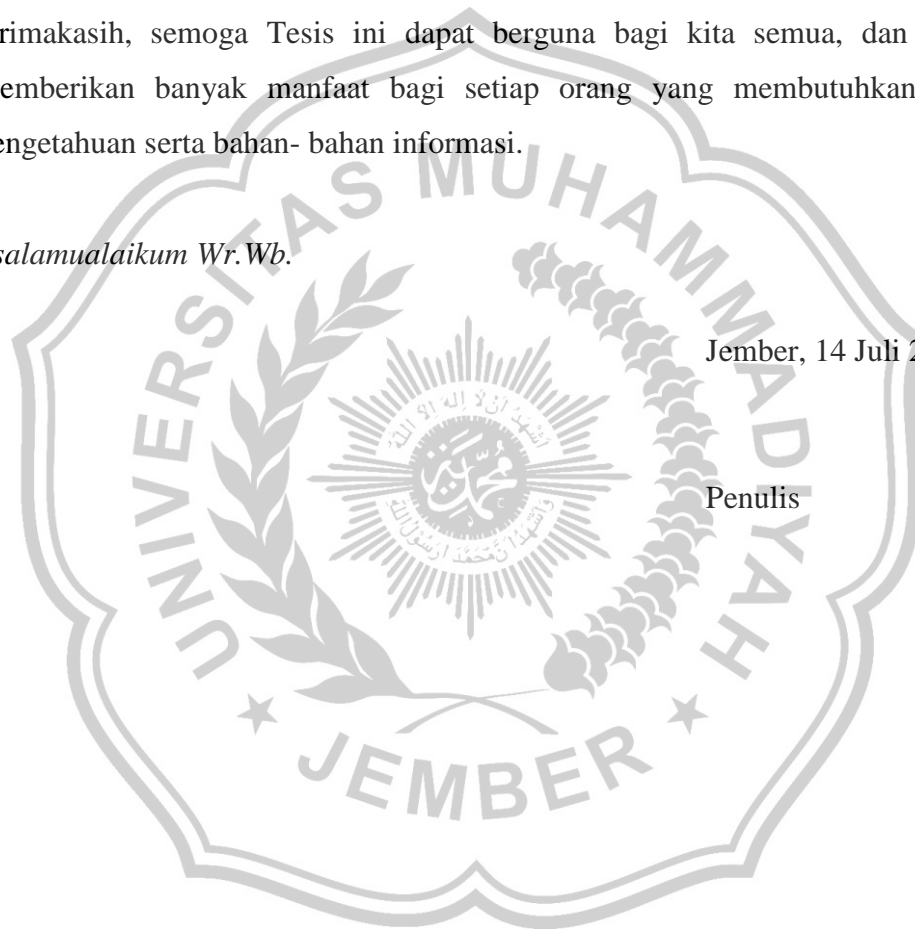 rimakasih, semoga Tesis ini dapat berguna bagi kita semua, dan
emberikan banyak manfaat bagi setiap orang yang membutuhkan
engetahuan serta bahan- bahan informasi.
salamualaikum Wr.Wb.
Jember, 14 Juli 2
Penulis
UNIVERSITAS MUHAMMADIYAH
JEMBER